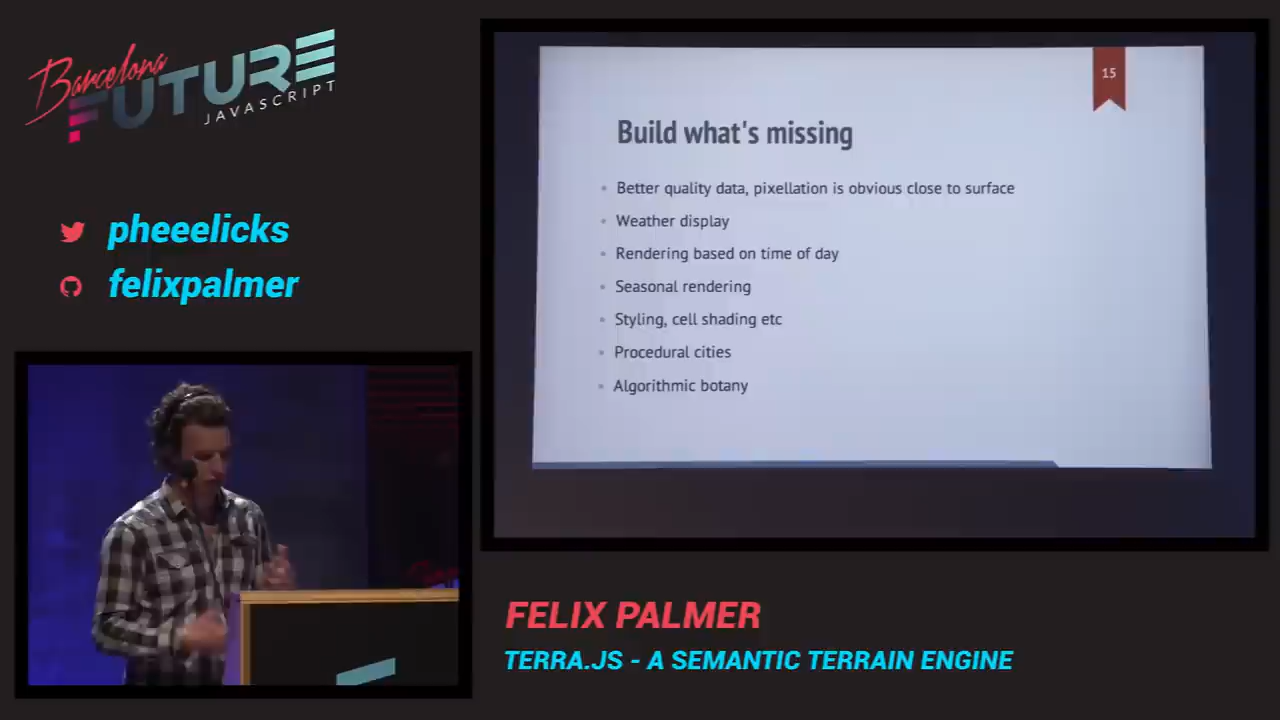 Barcelona
FUTURE
JAVASCRIPT
pheeelicks
felixpalmer
15
Build what's missing
Better quality data, pixellation is obvious close to surface
Weather display
Rendering based on time of day
Seasonal rendering
Styling, cell shading etc
Procedural cities
Algorithmic botany
FELIX PALMER
TERRA.JS - A SEMANTIC TERRAIN ENGINE